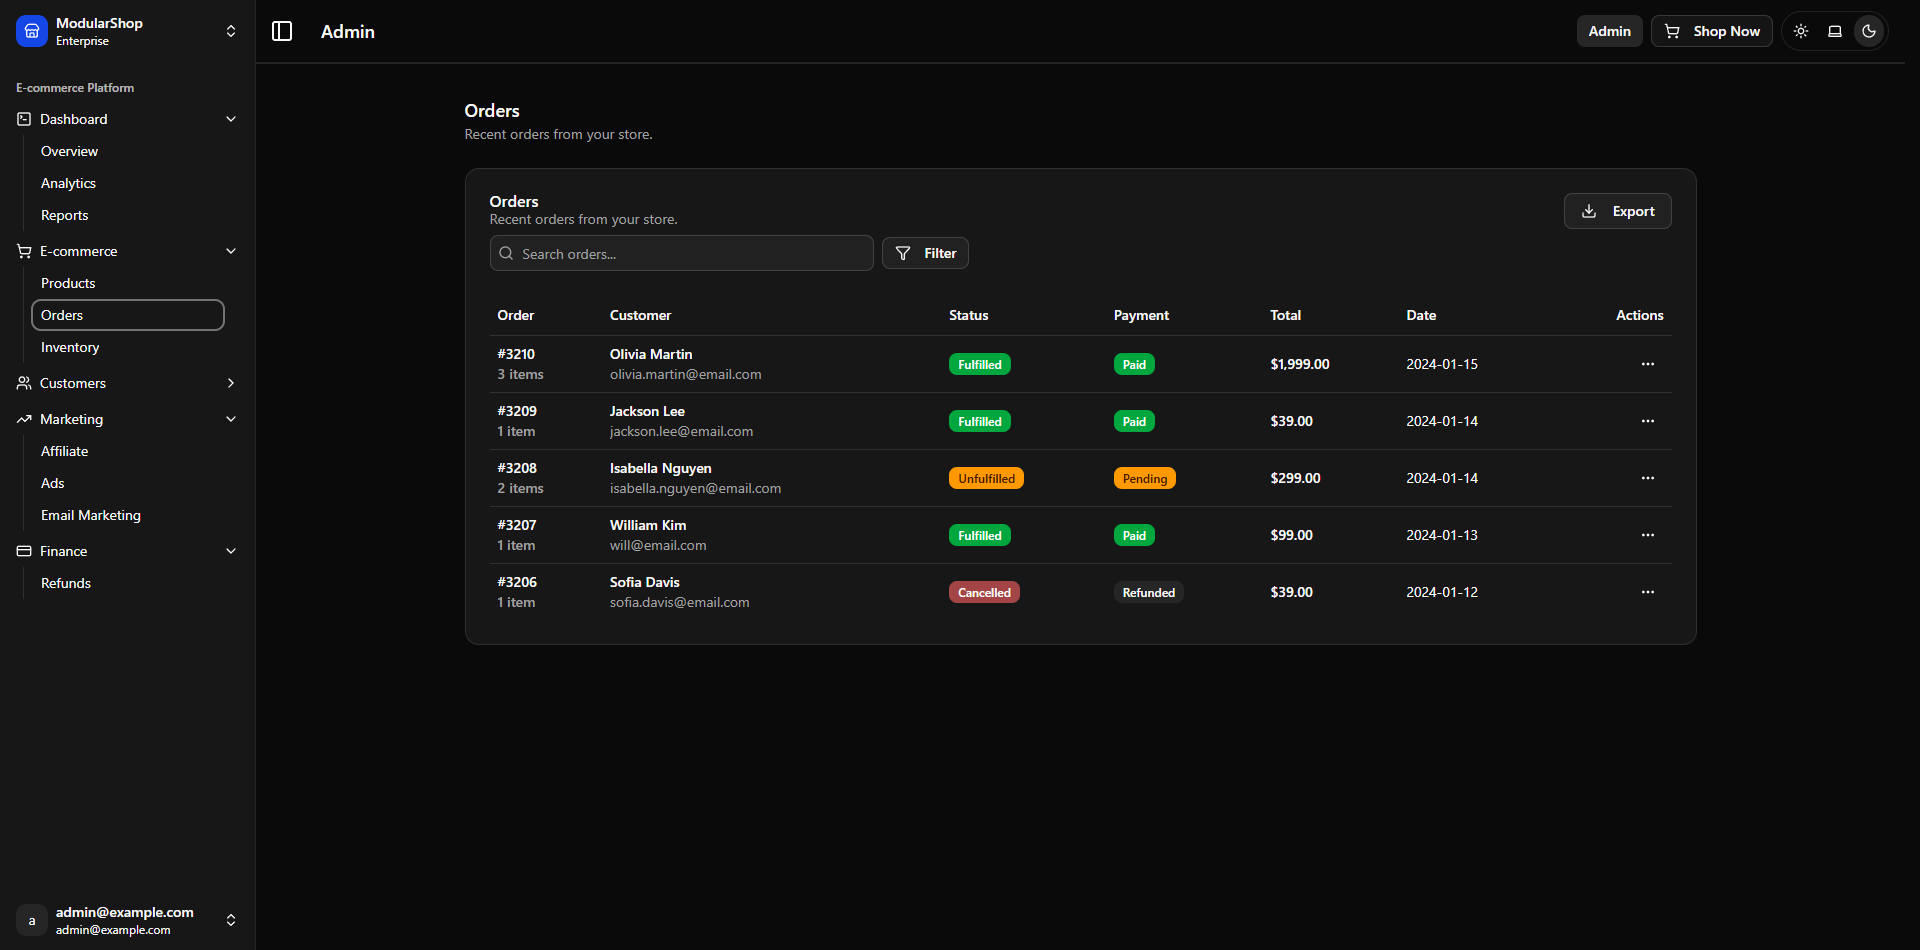 ModularShop
Enterprise
E-commerce Platform
Dashboard
Overview
Analytics
Reports
E-commerce
Products
Orders
Inventory
Customers
Marketing
Affiliate
Ads
Email Marketing
Finance
Refunds
a
admin@example.com
admin@example.com
Admin
Admin
Shop Now
Orders
Recent orders from your store.
Orders
Recent orders from your store.
Export
Search orders...
Filter
Order Customer Status Payment Total Date Actions
#3210 Olivia Martin
3 items olivia.martin@email.com Fulfilled Paid $1,999.00 2024-01-15
#3209 Jackson Lee
1 item jackson.lee@email.com Fulfilled Paid $39.00 2024-01-14
#3208 Isabella Nguyen
2 items isabella.nguyen@email.com Unfulfilled Pending $299.00 2024-01-14
#3207 William Kim
1 item will@email.com Fulfilled Paid $99.00 2024-01-13
#3206 Sofia Davis
1 item sofia.davis@email.com Cancelled Refunded $39.00 2024-01-12